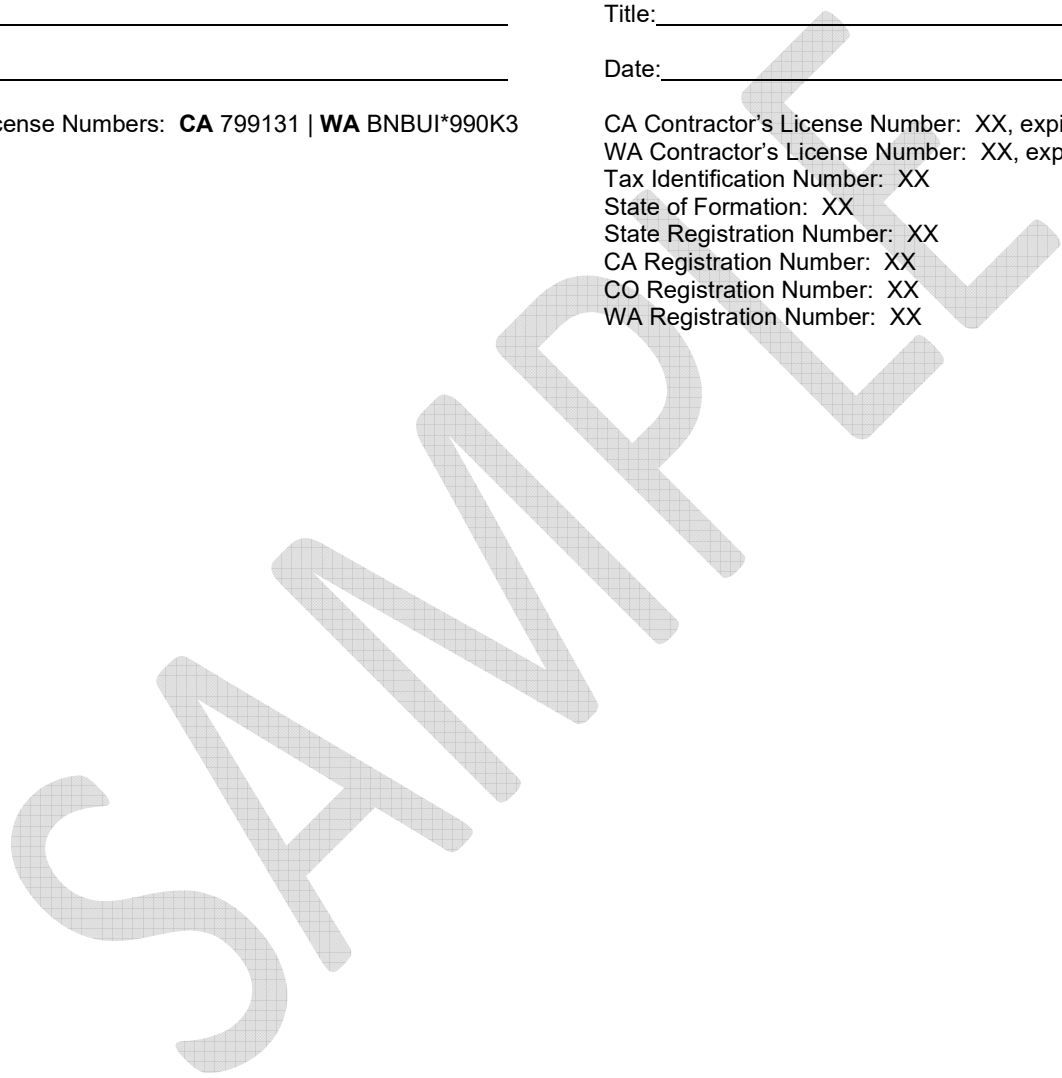 Title:
Date:
cense Numbers: CA 799131 | WA BNBUI*990K3
CA Contractor's License Number: XX, expi
WA Contractor's License Number: XX, exp
Tax Identification Number: XX
State of Formation: XX
State Registration Number: XX
CA Registration Number: XX
CO Registration Number: XX
WA Registration Number: XX
SAMPLE